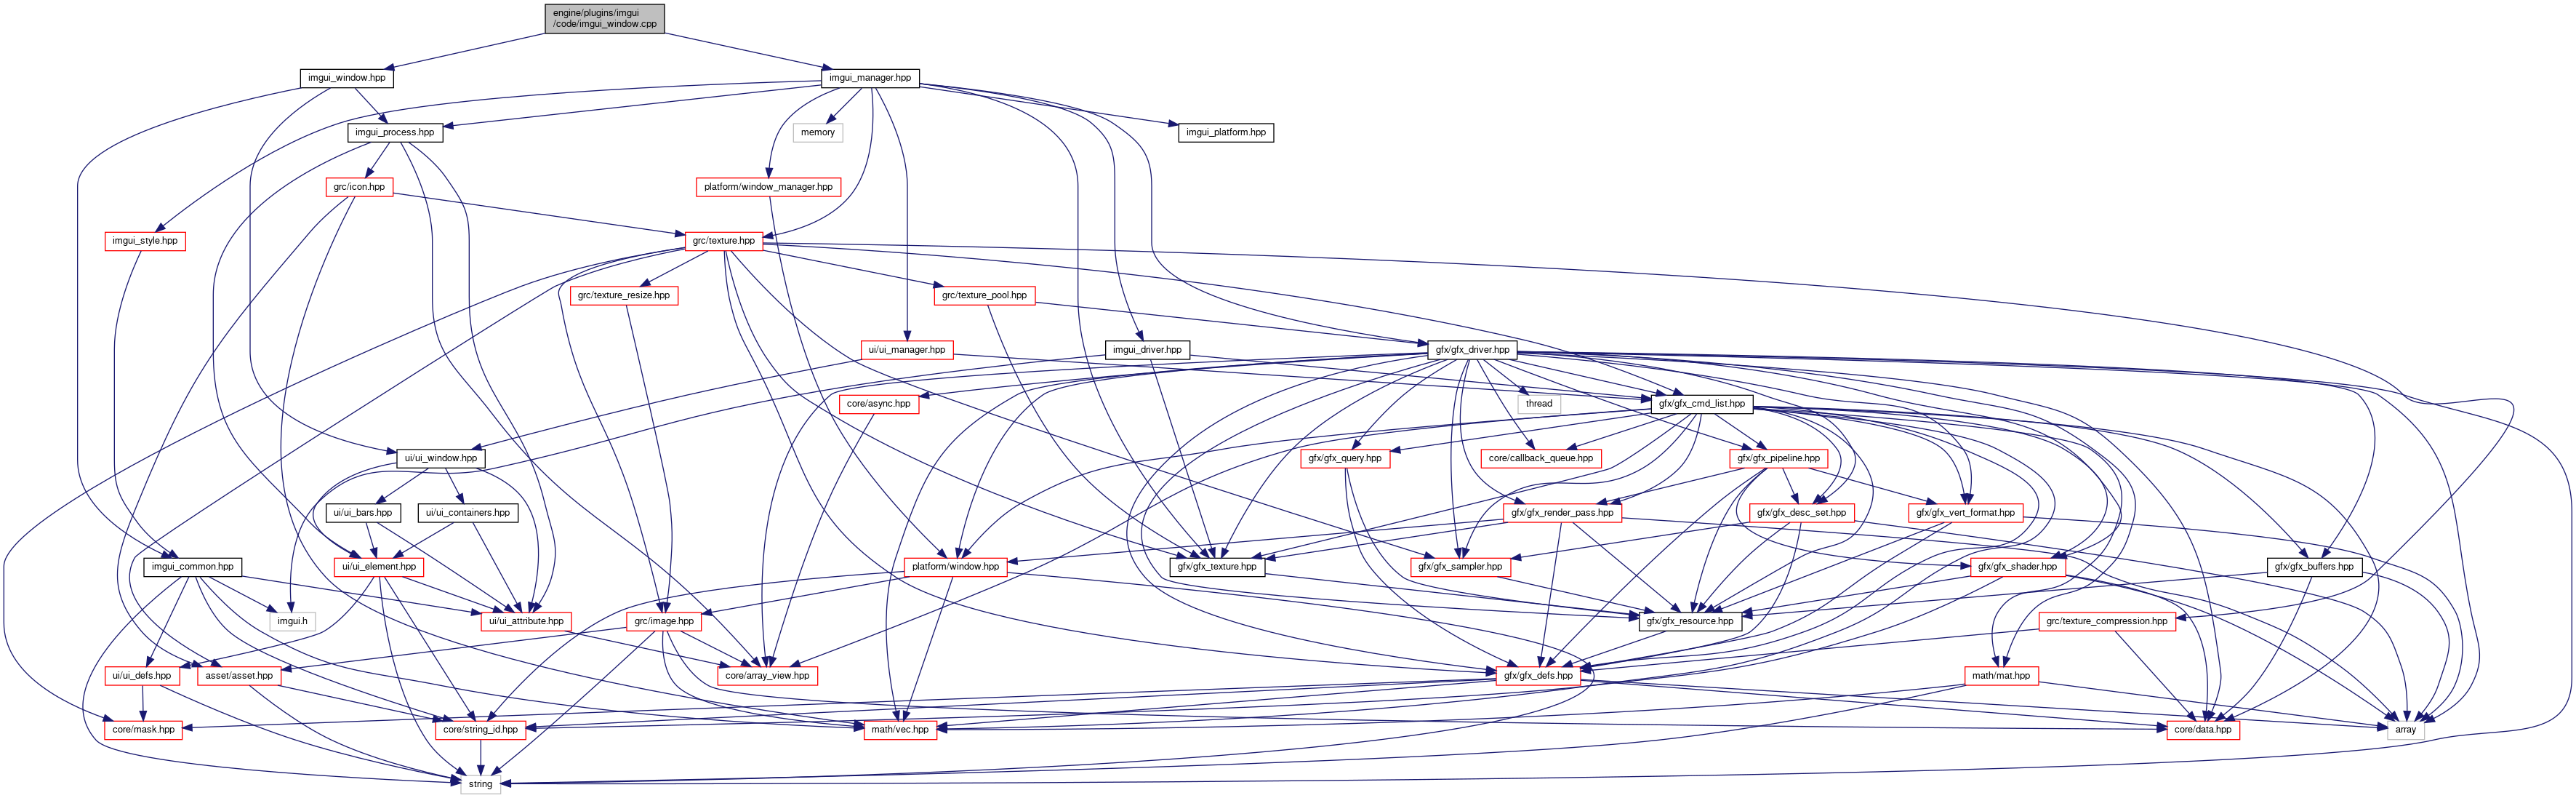 engine/plugins/imgui
/code/imgui_window.cpp
imgui_window.hpp
imgui_manager.hpp
imgui_process.hpp
memory
imgui_platform.hpp
grc/icon.hpp
platform/window_manager.hpp
imgui_style.hpp
grc/texture.hpp
grc/texture_resize.hpp
grc/texture_pool.hpp
ui/ui_manager.hpp
imgui_driver.hpp
gfx/gfx_driver.hpp
core/async.hpp
thread
gfx/gfx_cmd_list.hpp
ui/ui_window.hpp
gfx/gfx_query.hpp
core/callback_queue.hpp
gfx/gfx_pipeline.hpp
ui/ui_bars.hpp
ui/ui_containers.hpp
gfx/gfx_render_pass.hpp
gfx/gfx_desc_set.hpp
gfx/gfx_vert_format.hpp
imgui_common.hpp
ui/ui_element.hpp
platform/window.hpp
gfx/gfx_texture.hpp
gfx/gfx_sampler.hpp
gfx/gfx_shader.hpp
gfx/gfx_buffers.hpp
imgui.h
ui/ui_attribute.hpp
grc/image.hpp
gfx/gfx_resource.hpp
grc/texture_compression.hpp
ui/ui_defs.hpp
asset/asset.hpp
core/array_view.hpp
gfx/gfx_defs.hpp
math/mat.hpp
core/mask.hpp
core/string_id.hpp
math/vec.hpp
core/data.hpp
array
string